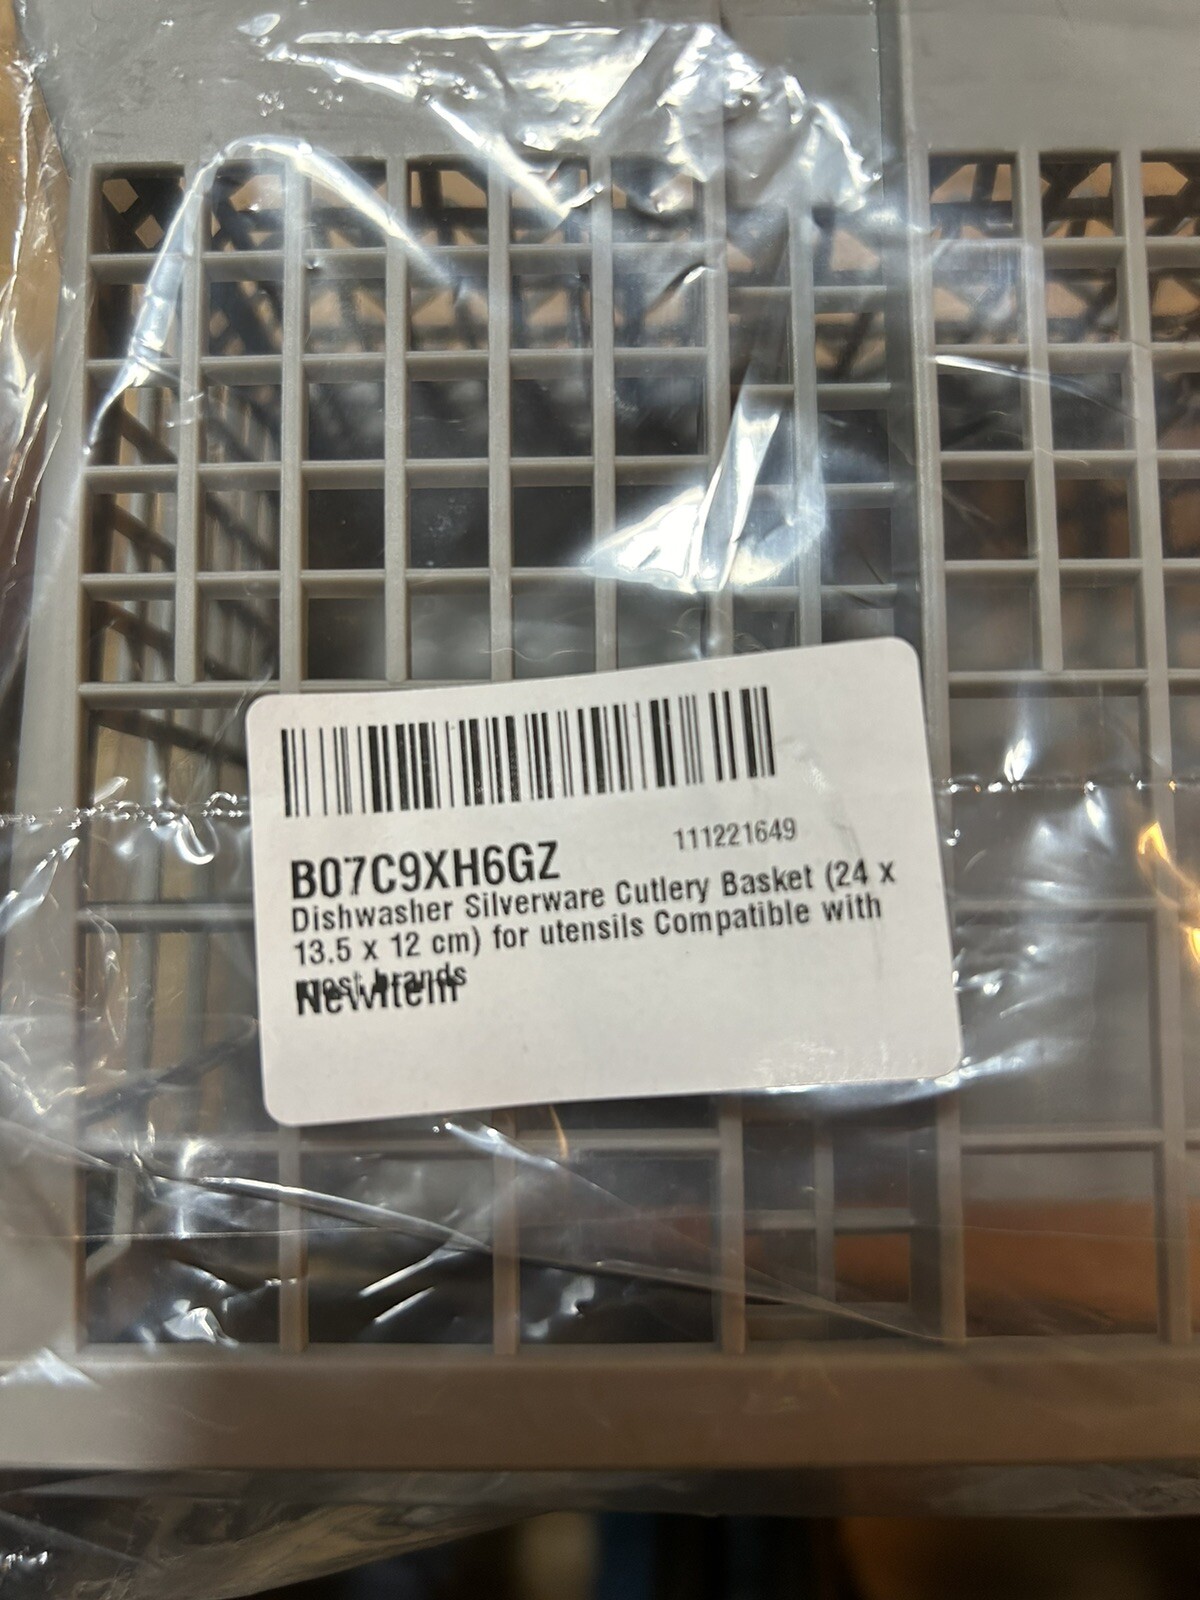 B07C9XH6GZ 111221649
Dishwasher Silverware Cutlery Basket (24 x
13.5 x 12 cm) for utensils Compatible with
most brands
Newitem